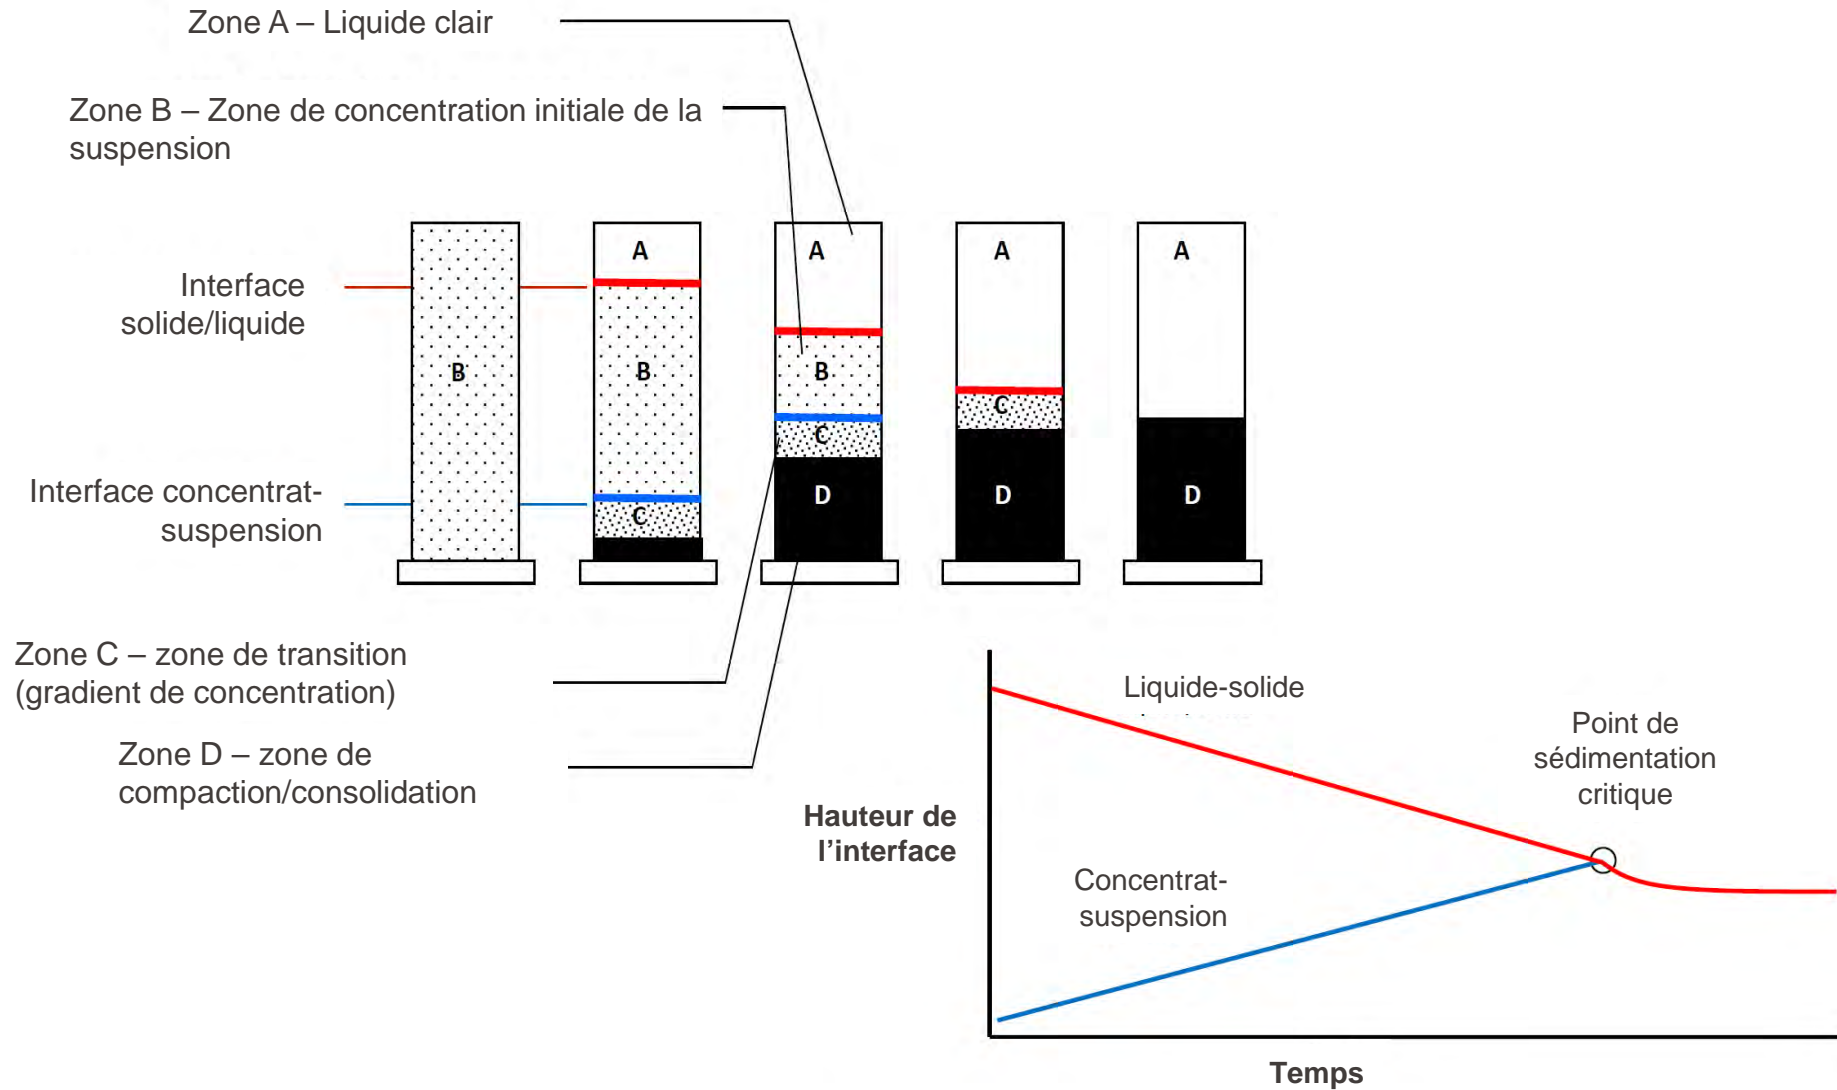 Zone A – Liquide clair
Zone B – Zone de concentration initiale de la
suspension
Interface
solide/liquide
Interface concentrat-
suspension
B
A
B
C
A
B
C
D
A
C
D
A
D
Zone C – zone de transition
(gradient de concentration)
Zone D – zone de
compaction/consolidation
Liquide-solide
Point de
sédimentation
critique
Hauteur de
l’interface
Concentrat-
suspension
Temps